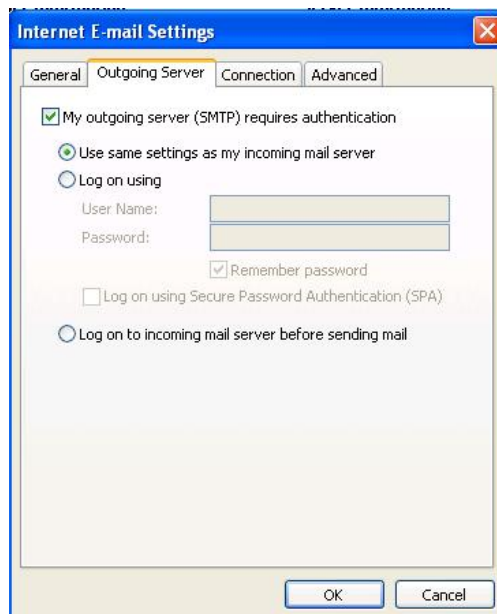 Internet E-mail Settings
General Outgoing Server Connection Advanced
My outgoing server (SMTP) requires authentication
Use same settings as my incoming mail server
Log on using
User Name:
Password:
Remember password
Log on using Secure Password Authentication (SPA)
Log on to incoming mail server before sending mail
OK Cancel